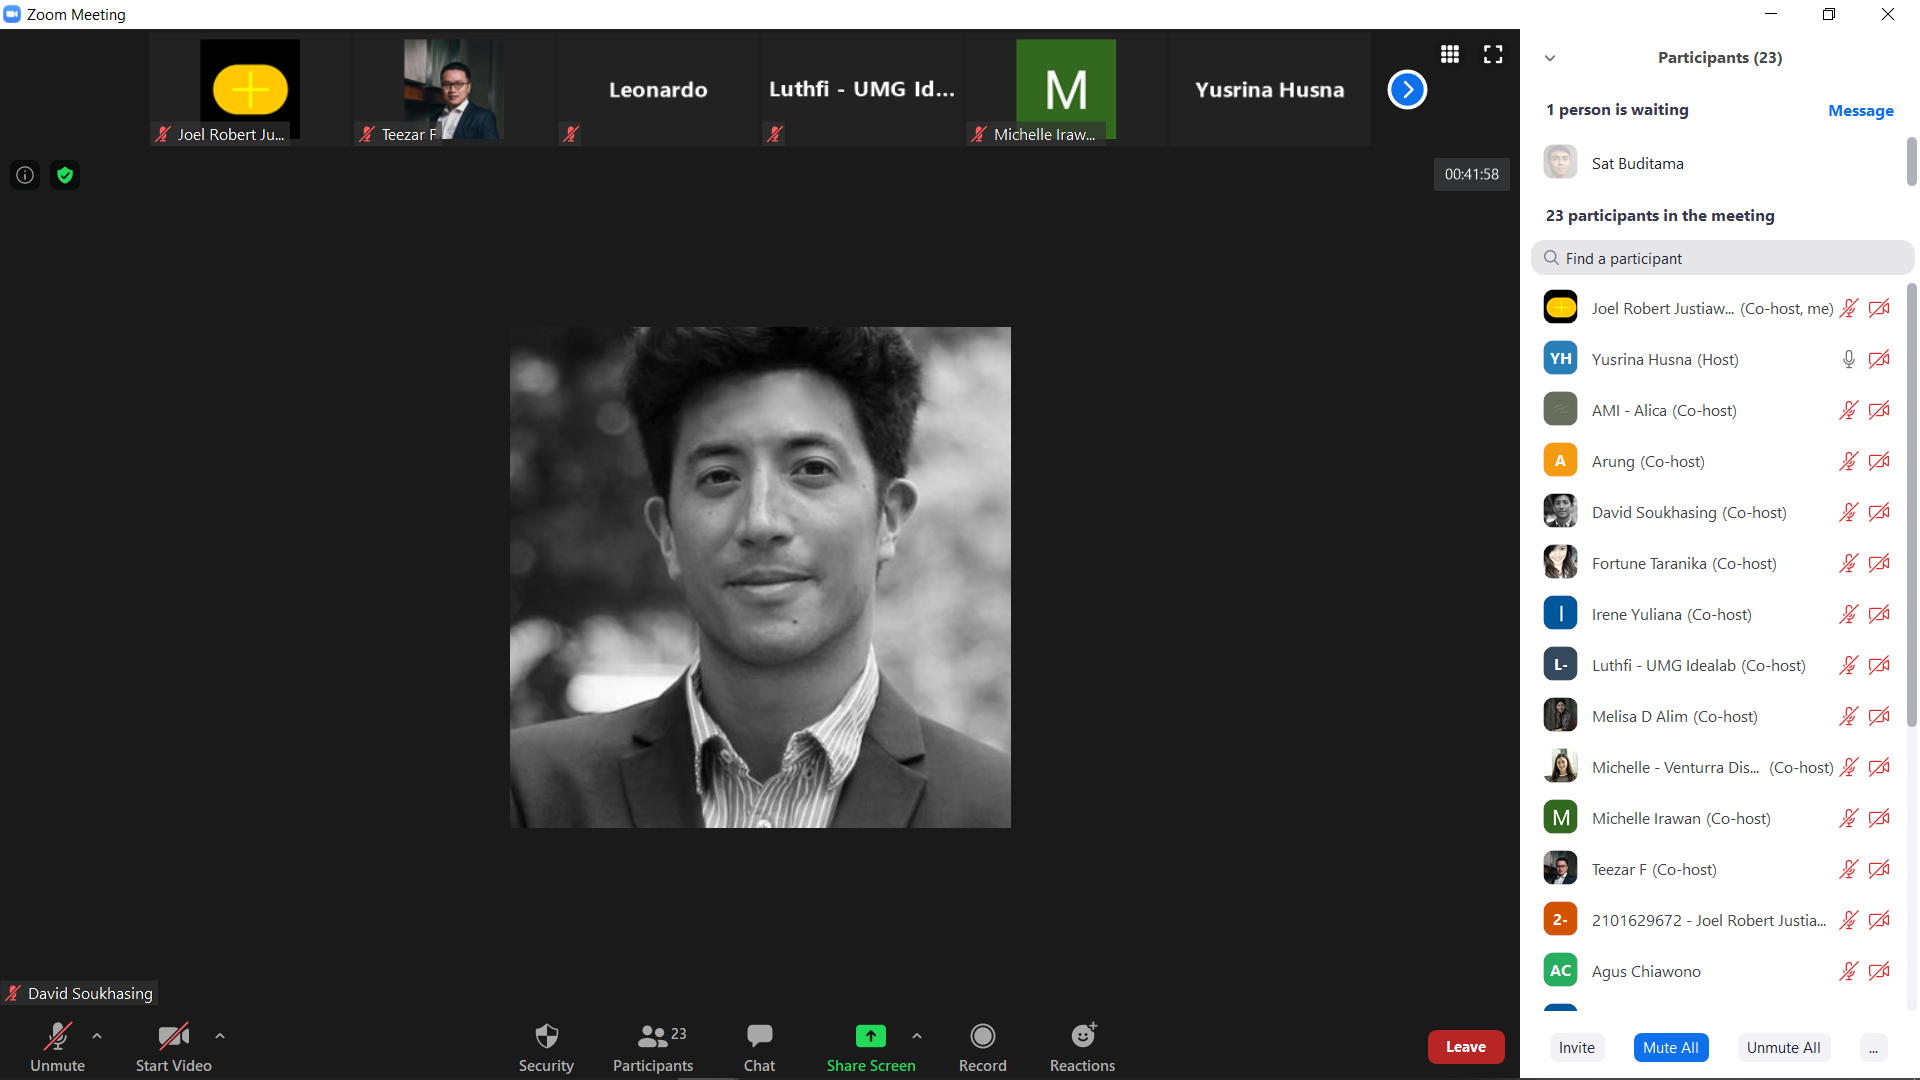 Zoom Meeting
Joel Robert Ju...
Teezar F
Leonardo
Luthfi - UMG Id...
M
Michelle Iraw...
Yusrina Husna
00:41:58
David Soukhasing
Unmute
Start Video
Security
23
Participants
Chat
Share Screen
Record
Reactions
Leave
Participants (23)
1 person is waiting
Message
Sat Buditama
23 participants in the meeting
Find a participant
Joel Robert Justiaw... (Co-host, me)
YH Yusrina Husna (Host)
AMI - Alica (Co-host)
A Arung (Co-host)
David Soukhasing (Co-host)
Fortune Taranika (Co-host)
I Irene Yuliana (Co-host)
L- Luthfi - UMG Idealab (Co-host)
Melisa D Alim (Co-host)
Michelle - Venturra Dis... (Co-host)
M Michelle Irawan (Co-host)
Teezar F (Co-host)
2- 2101629672 - Joel Robert Justia...
AC Agus Chiawono
Invite
Mute All
Unmute All
...